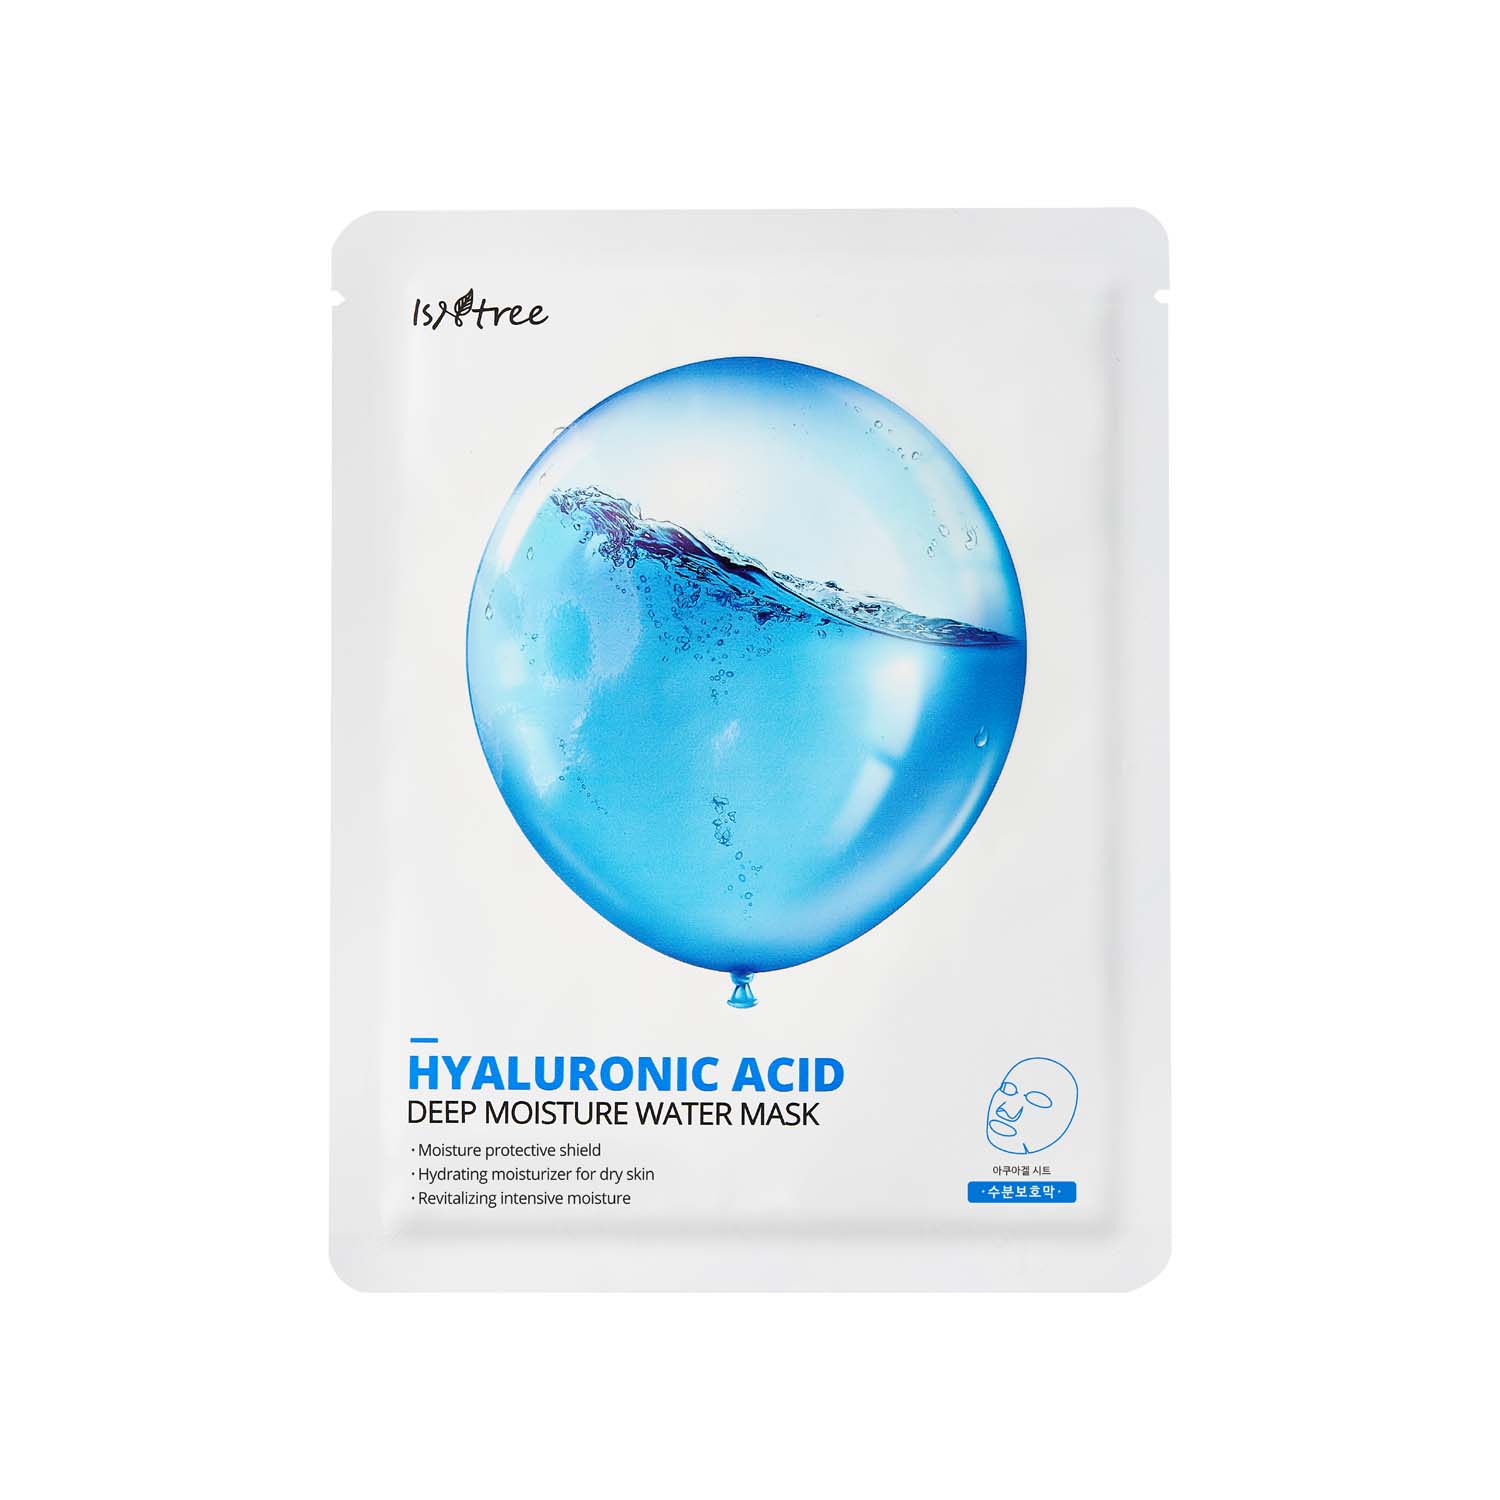 IsNtree
HYALURONIC ACID
DEEP MOISTURE WATER MASK
· Moisture protective shield
· Hydrating moisturizer for dry skin
· Revitalizing intensive moisture
아쿠아겔 시트
· 수분보호막 ·